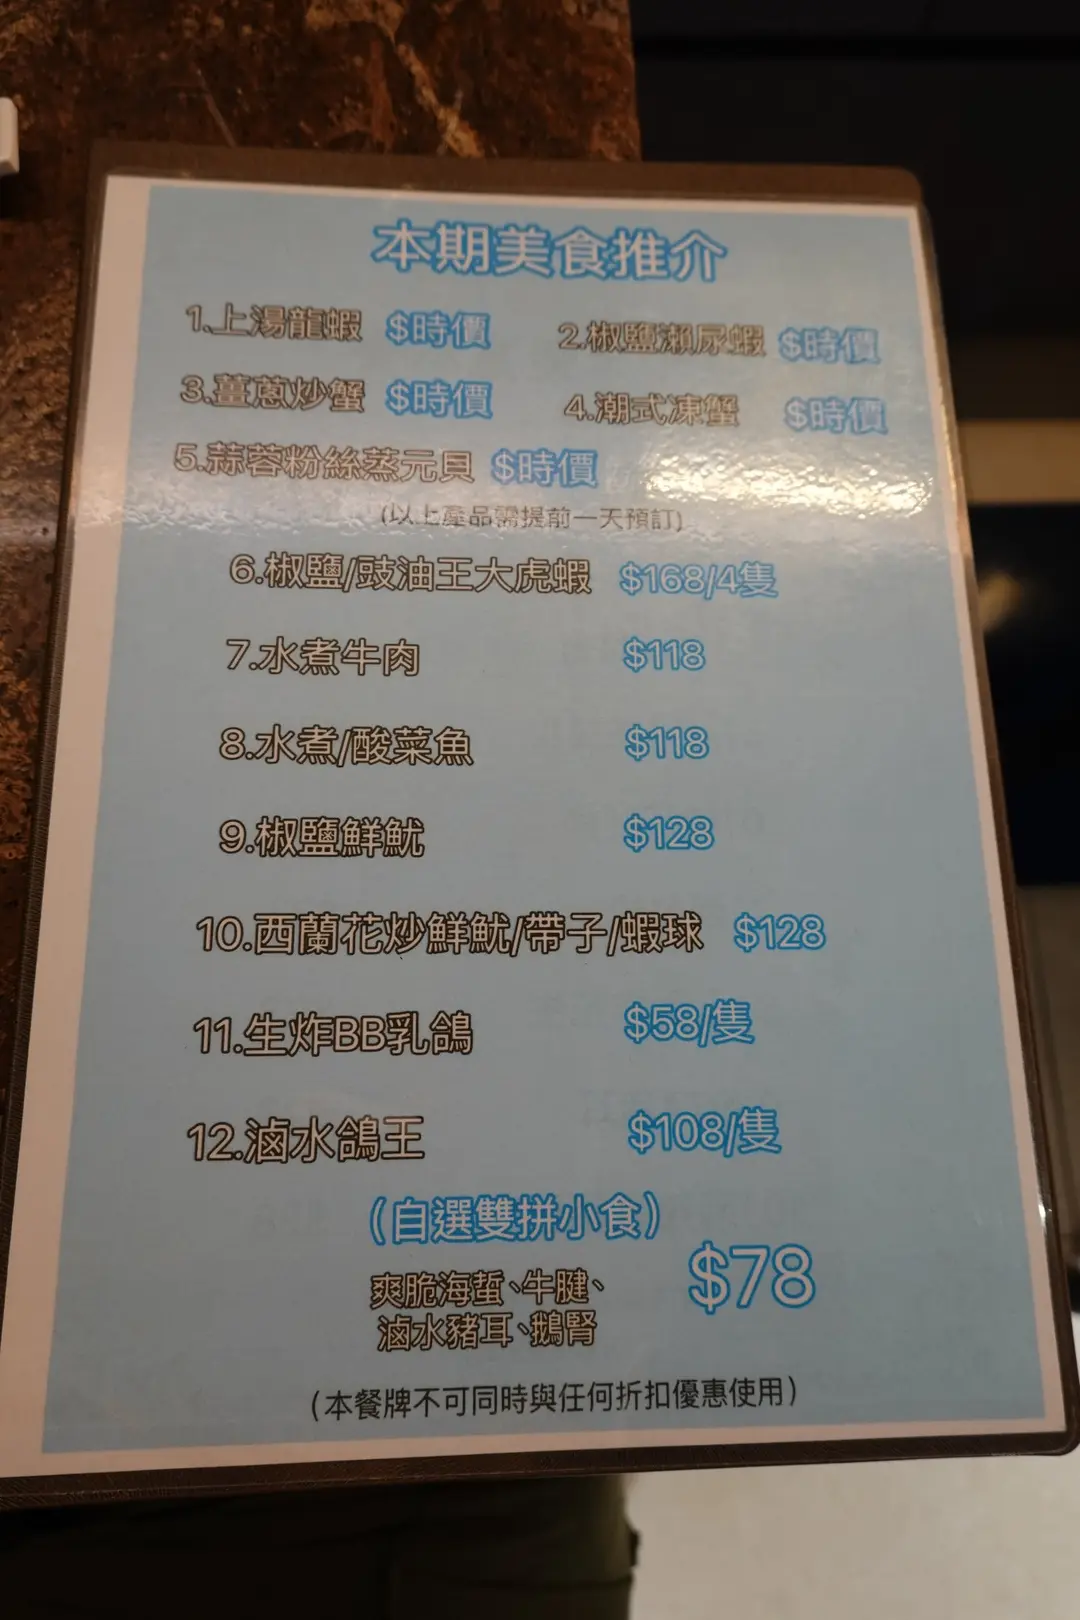 本期美食推介
1.上湯龍蝦 $時價 2.椒鹽瀨尿蝦 $時價
3.薑蔥炒蟹 $時價 4.潮式凍蟹 $時價
5.蒜蓉粉絲蒸元貝 $時價
(以上產品需提前一天預訂)
6.椒鹽/豉油王大虎蝦 $168/4隻
7.水煮牛肉 $118
8.水煮/酸菜魚 $118
9.椒鹽鮮魷 $128
10.西蘭花炒鮮魷/帶子/蝦球 $128
11.生炸BB乳鴿 $58/隻
12.滷水鴿王 $108/隻
(自選雙拼小食)
$78
爽脆海蜇、牛腱、
滷水豬耳、鵝腎
(本餐牌不可同時與任何折扣優惠使用)